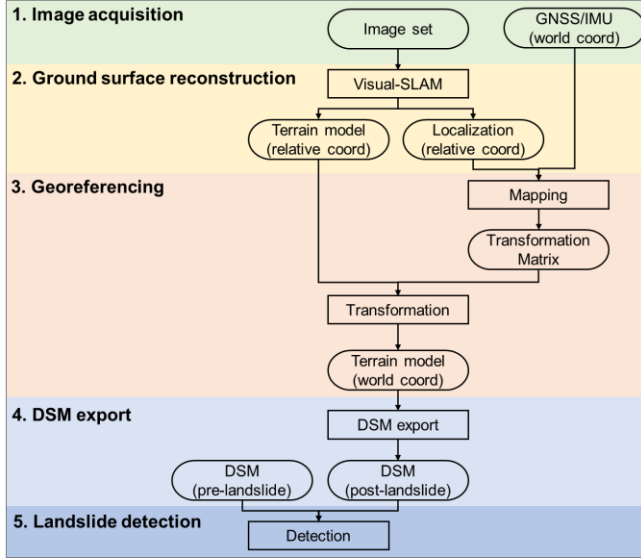 1. Image acquisition
Image set
GNSS/IMU
(world coord)
2. Ground surface reconstruction
Visual-SLAM
Terrain model
(relative coord)
Localization
(relative coord)
3. Georeferencing
Mapping
Transformation
Matrix
Transformation
Terrain model
(world coord)
4. DSM export
DSM export
DSM
(pre-landslide)
DSM
(post-landslide)
5. Landslide detection
Detection